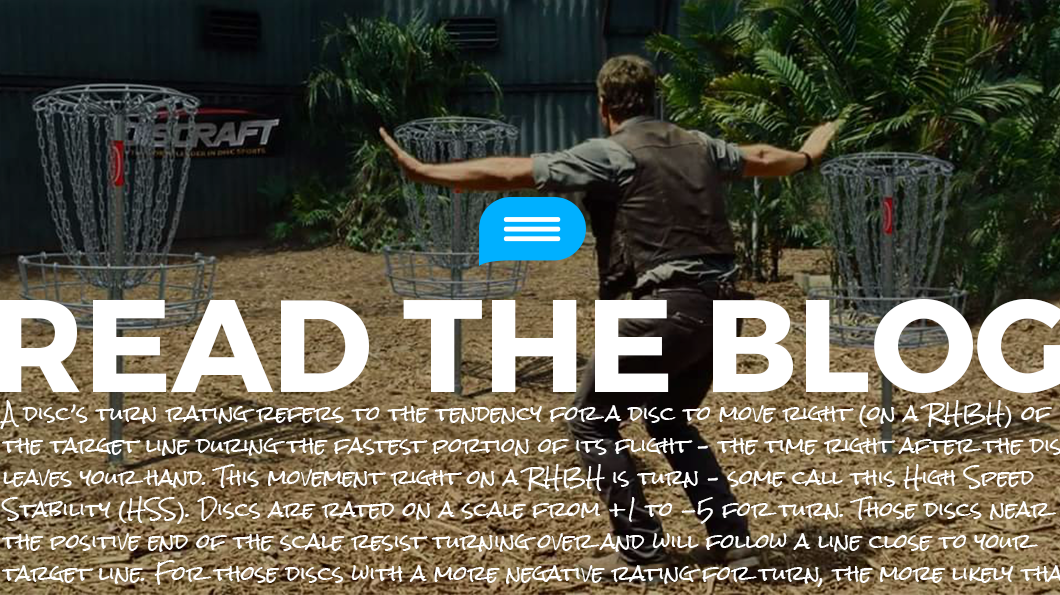 DISCRAFT
READ THE BLOG
A disc's turn rating refers to the tendency for a disc to move right (on a RHBH) of
the target line during the fastest portion of its flight – the time right after the dis
leaves your hand. This movement right on a RHBH is turn – some call this High Speed
Stability (HSS). Discs are rated on a scale from +1 to -5 for turn. Those discs near
the positive end of the scale resist turning over and will follow a line close to your
target line. For those discs with a more negative rating for turn, the more likely tha